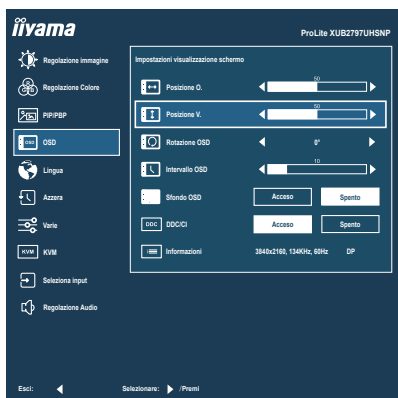 iiyama
ProLite XUB2797UHSNP
Regolazione immagine
Regolazione Colore
PIP/PBP
OSD OSD
Lingua
Azzera
Varie
KVM KVM
Seleziona input
Regolazione Audio
Impostazioni visualizzazione schermo
Posizione O. 50
Posizione V. 50
Rotazione OSD 0°
Intervallo OSD 10
Sfondo OSD Acceso Spento
DDC DDC/CI Acceso Spento
Informazioni 3840x2160, 134KHz, 60Hz DP
Esci: Selezionare: /Premi